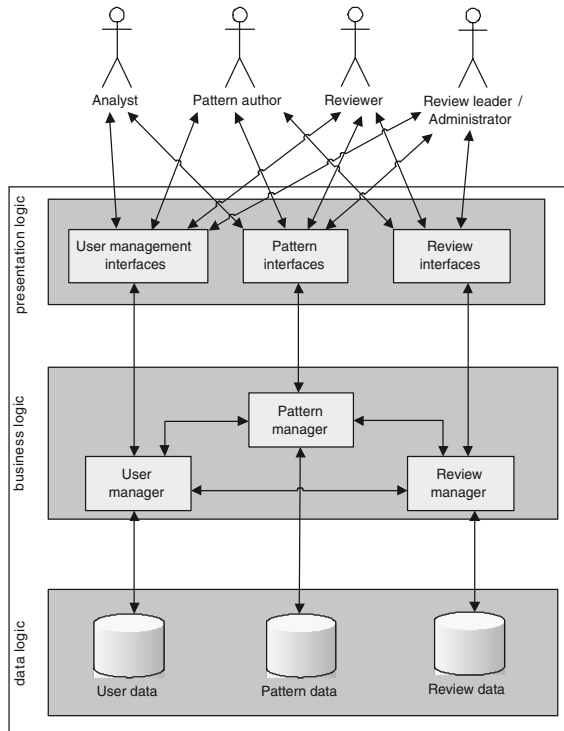 Analyst
Pattern author
Reviewer
Review leader /
Administrator
presentation logic
User management
interfaces
Pattern
interfaces
Review
interfaces
business logic
Pattern
manager
User
manager
Review
manager
data logic
User data
Pattern data
Review data